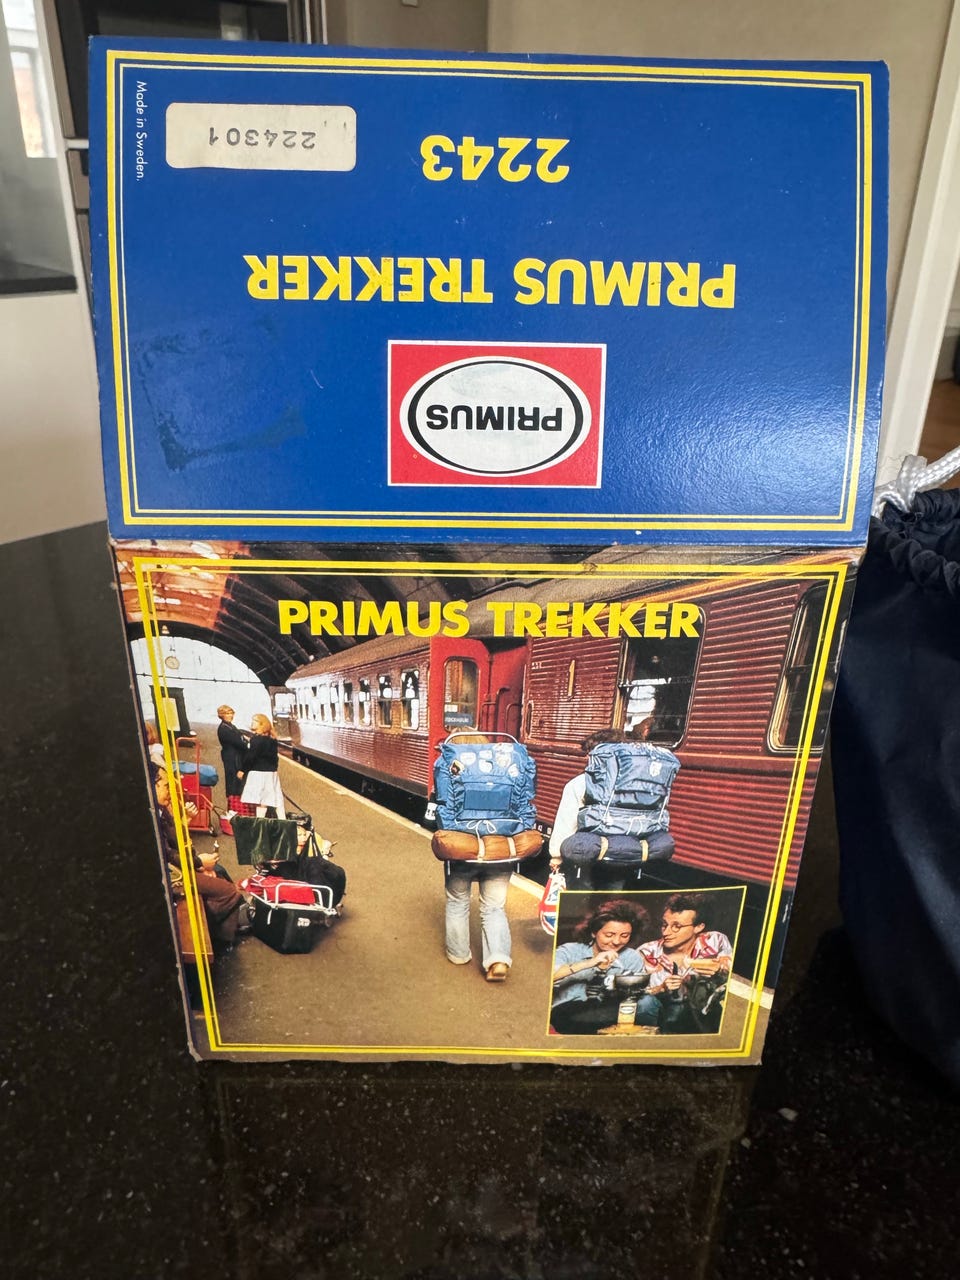 Made in Sweden.
224301
2243
PRIMUS TREKKER
PRIMUS
PRIMUS TREKKER